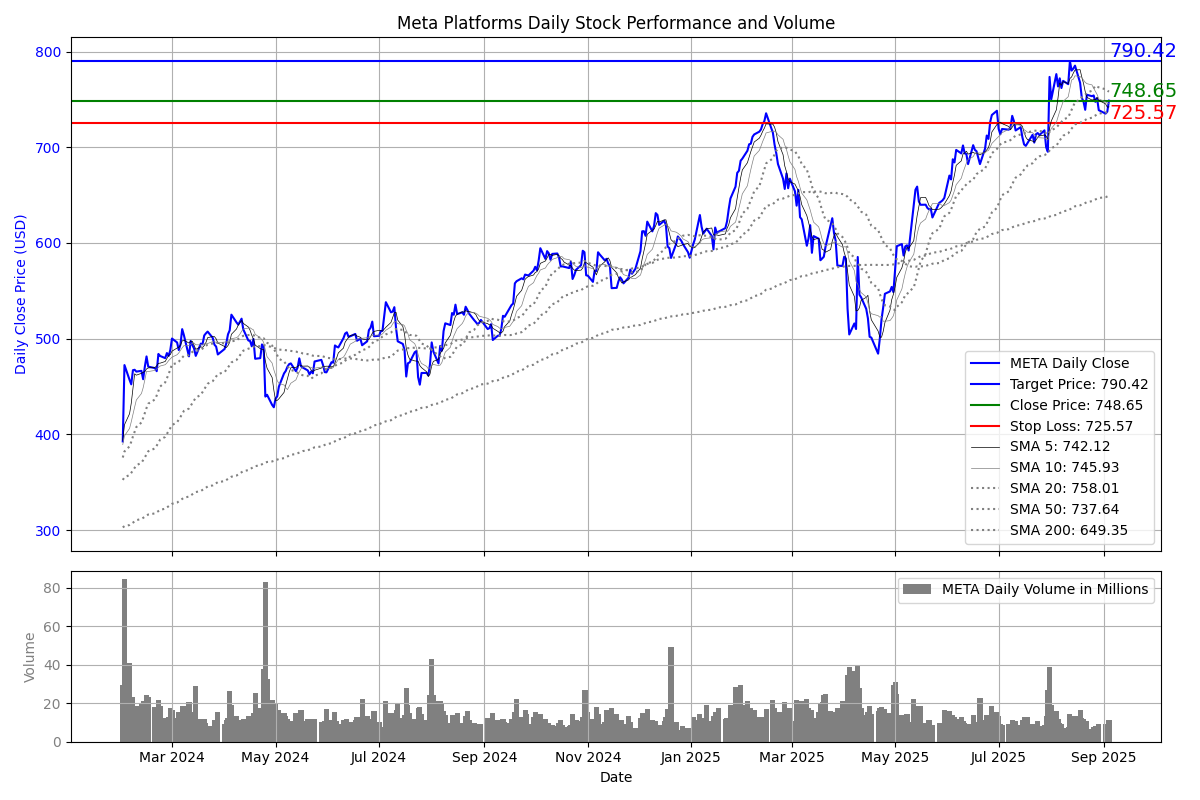 Meta Platforms Daily Stock Performance and Volume
Daily Close Price (USD)
800
700
600
500
400
300
790.42
748.65
725.57
META Daily Close
Target Price: 790.42
Close Price: 748.65
Stop Loss: 725.57
SMA 5: 742.12
SMA 10: 745.93
SMA 20: 758.01
SMA 50: 737.64
SMA 200: 649.35
Volume
80
60
40
20
0
META Daily Volume in Millions
Mar 2024
May 2024
Jul 2024
Sep 2024
Nov 2024
Jan 2025
Mar 2025
May 2025
Jul 2025
Sep 2025
Date